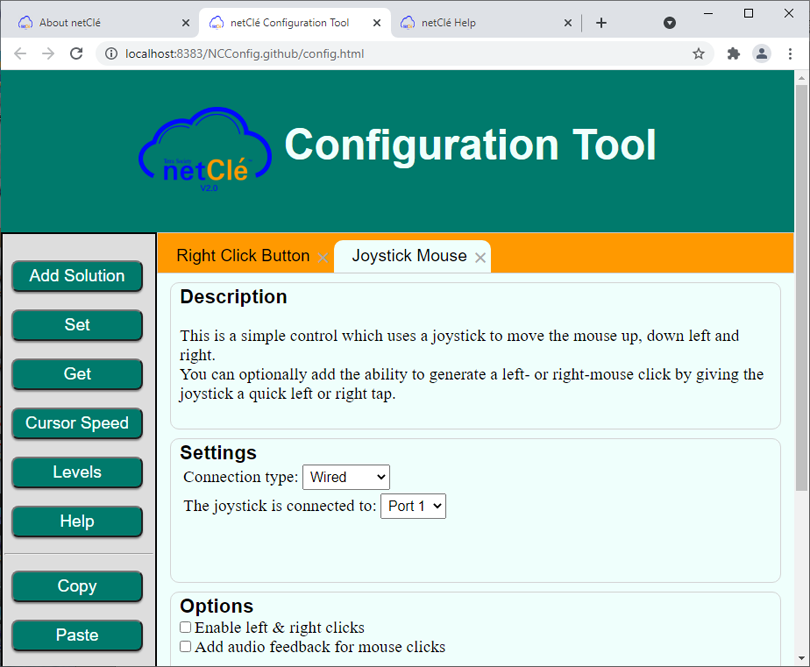 About netClé
netClé Configuration Tool
netClé Help
localhost:8383/NCConfig.github/config.html
netClé
V2.0
Configuration Tool
Right Click Button
Joystick Mouse
Add Solution
Set
Get
Cursor Speed
Levels
Help
Copy
Paste
Description
This is a simple control which uses a joystick to move the mouse up, down left and
right.
You can optionally add the ability to generate a left- or right-mouse click by giving the
joystick a quick left or right tap.
Settings
Connection type: Wired
The joystick is connected to: Port 1
Options
Enable left & right clicks
Add audio feedback for mouse clicks